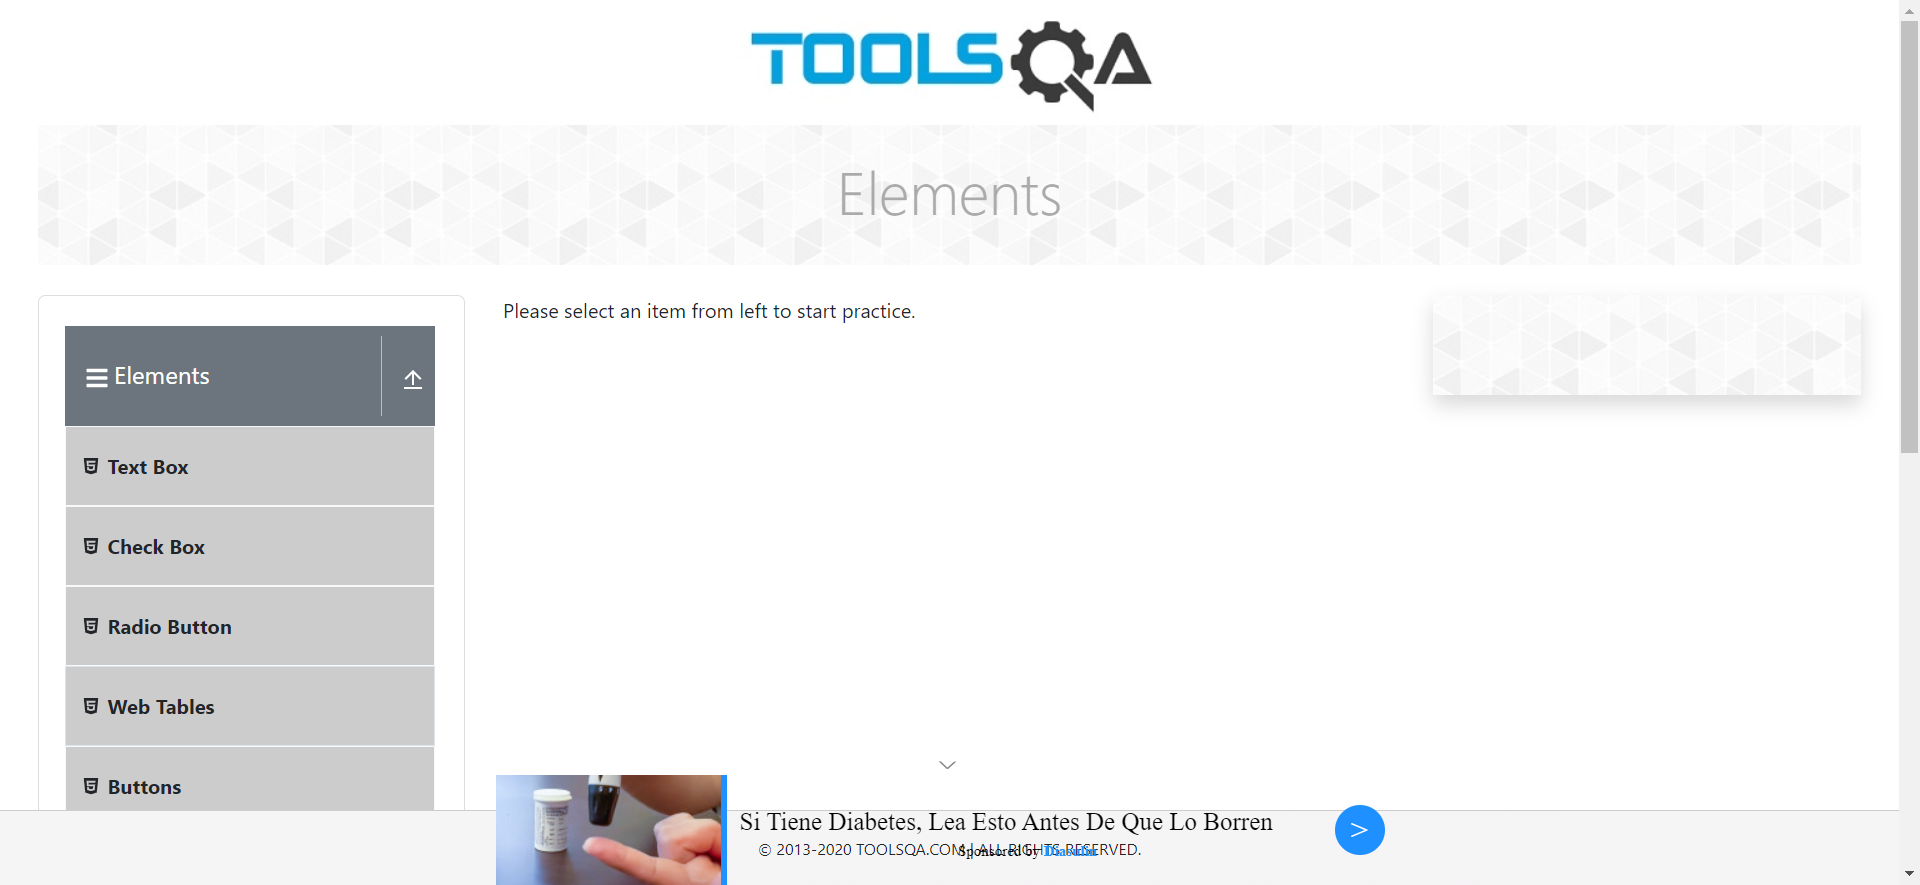 TOOLSQA
Elements
Elements
Please select an item from left to start practice.
Text Box
Check Box
Radio Button
Web Tables
Buttons
Si Tiene Diabetes, Lea Esto Antes De Que Lo Borren
>
© 2013-2020 TOOLSQA.COM | ALL RIGHTS RESERVED.
Sponsored by